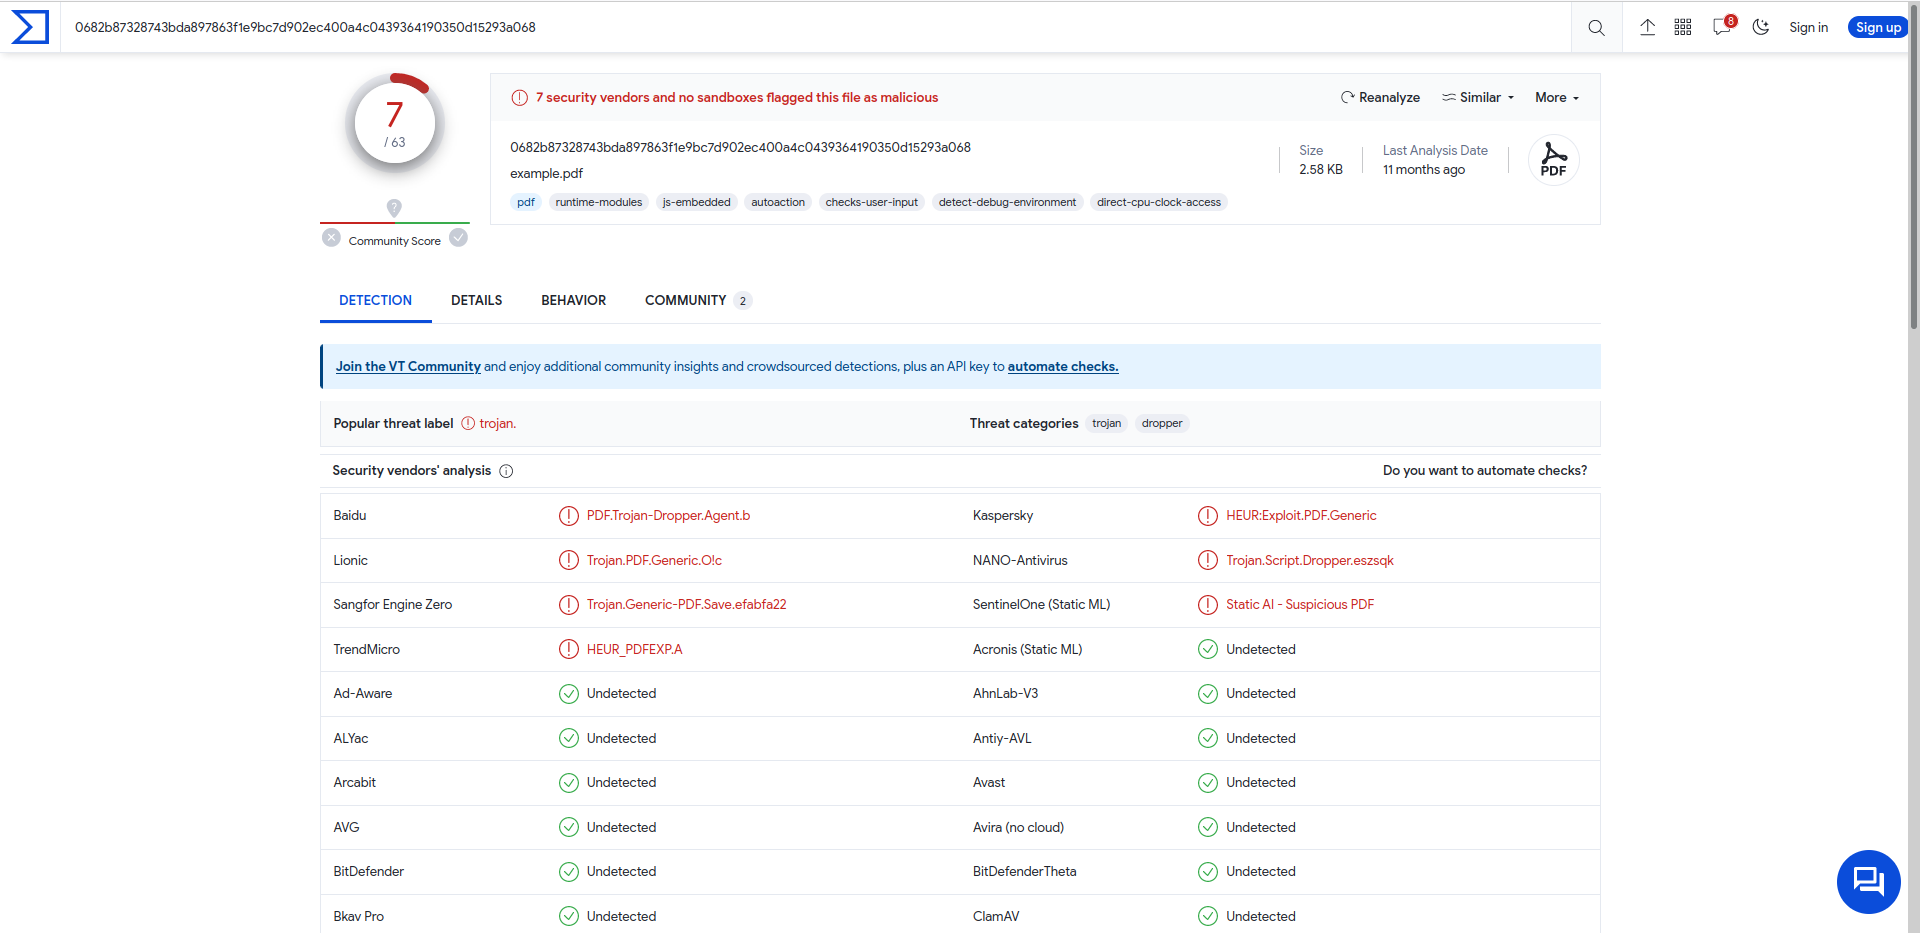 0682b87328743bda897863f1e9bc7d902ec400a4c0439364190350d15293a068
8
Sign in
Sign up
7
/ 63
7 security vendors and no sandboxes flagged this file as malicious
Reanalyze
Similar
More
0682b87328743bda897863f1e9bc7d902ec400a4c0439364190350d15293a068
example.pdf
Size
2.58 KB
Last Analysis Date
11 months ago
PDF
pdf
runtime-modules
js-embedded
autoaction
checks-user-input
detect-debug-environment
direct-cpu-clock-access
?
Community Score
DETECTION
DETAILS
BEHAVIOR
COMMUNITY 2
Join the VT Community and enjoy additional community insights and crowdsourced detections, plus an API key to automate checks.
Popular threat label trojan.
Threat categories trojan dropper
Security vendors' analysis
Do you want to automate checks?
Baidu PDF.Trojan-Dropper.Agent.b Kaspersky HEUR:Exploit.PDF.Generic
Lionic Trojan.PDF.Generic.O!c NANO-Antivirus Trojan.Script.Dropper.eszsqk
Sangfor Engine Zero Trojan.Generic-PDF.Save.efabfa22 SentinelOne (Static ML) Static AI - Suspicious PDF
TrendMicro HEUR_PDFEXP.A Acronis (Static ML) Undetected
Ad-Aware Undetected AhnLab-V3 Undetected
ALYac Undetected Antiy-AVL Undetected
Arcabit Undetected Avast Undetected
AVG Undetected Avira (no cloud) Undetected
BitDefender Undetected BitDefenderTheta Undetected
Bkav Pro Undetected ClamAV Undetected